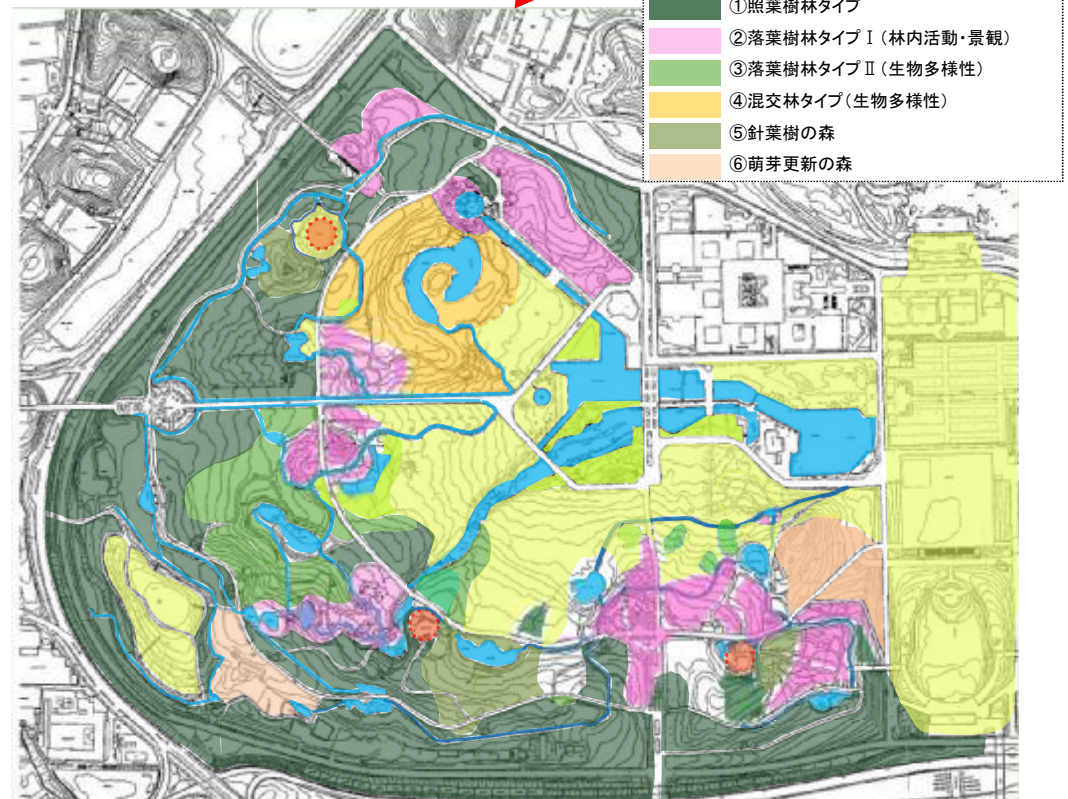 ①照葉樹林タイプ
②落葉樹林タイプⅠ(林内活動・景観)
③落葉樹林タイプⅡ(生物多様性)
④混交林タイプ(生物多様性)
⑤針葉樹の森
⑥萌芽更新の森